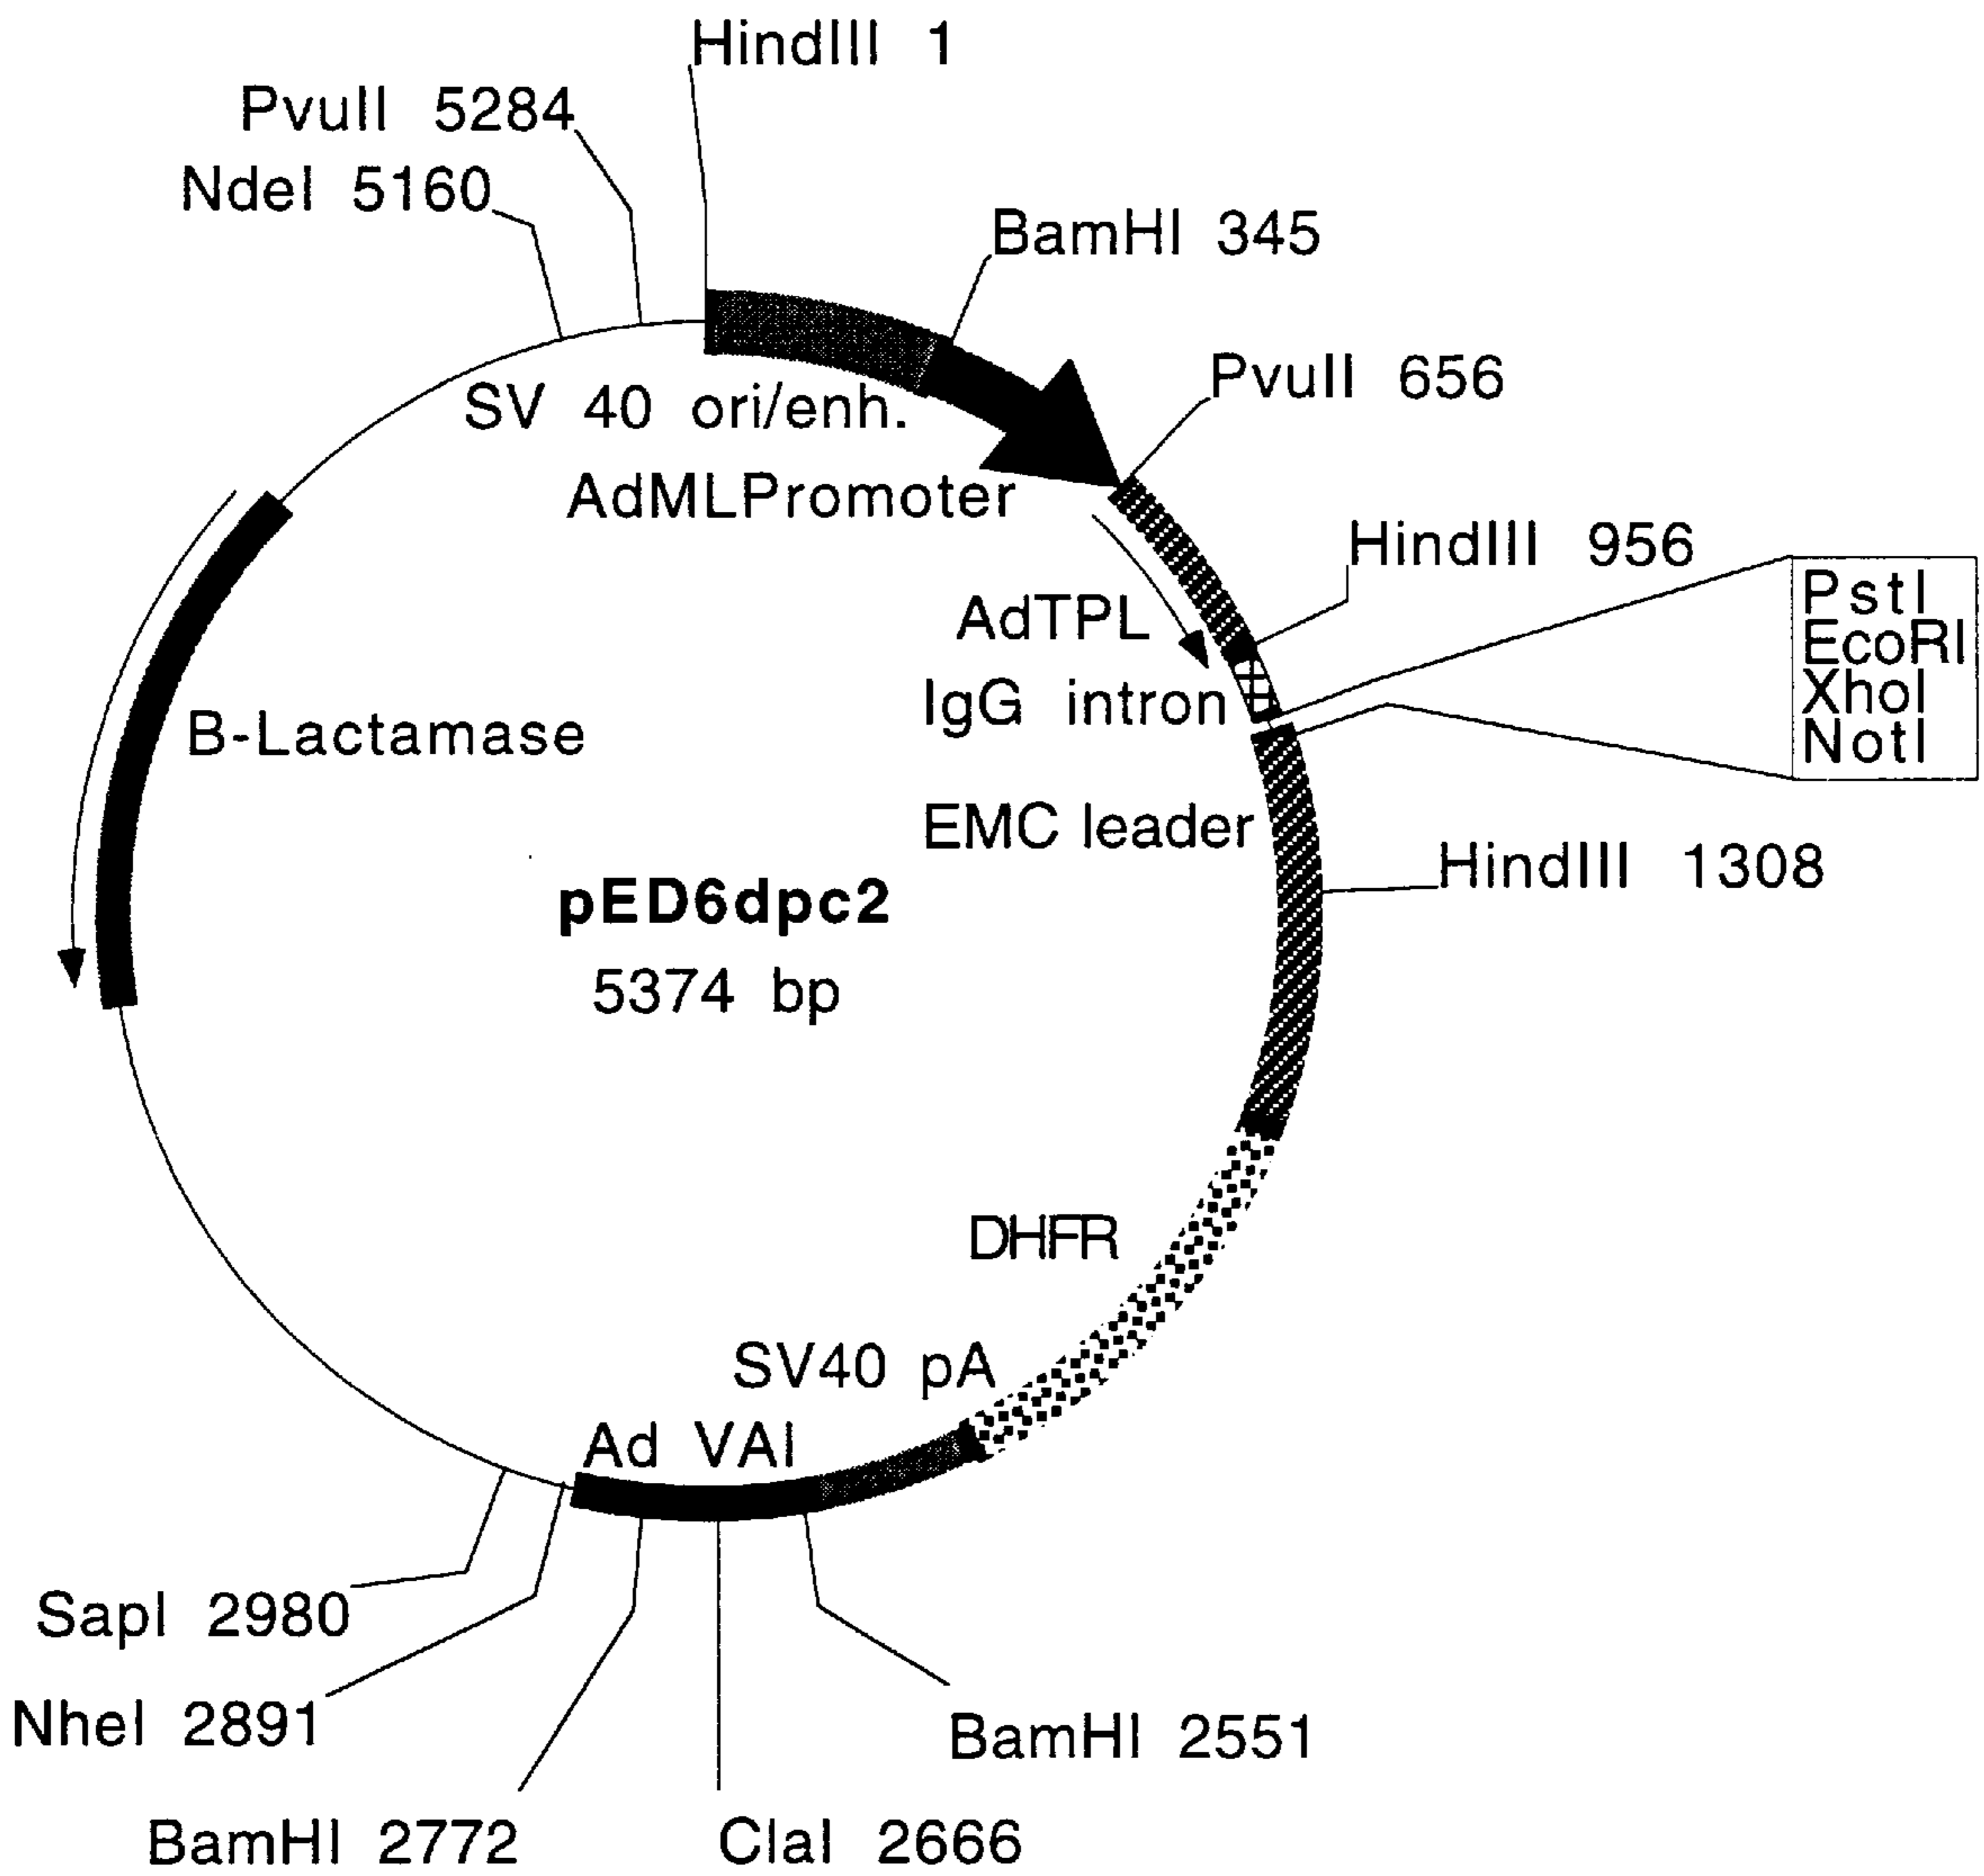 HindIII 1
PvuII 5284
NdeI 5160
BamHI 345
PvuII 656
SV 40 ori/enh.
AdMLPromoter
HindIII 956
PstI
EcoRI
XhoI
NotI
AdTPL
IgG intron
B-Lactamase
EMC leader
HindIII 1308
pED6dpc2
5374 bp
DHFR
SV40 pA
Ad VAI
SapI 2980
NheI 2891
BamHI 2551
BamHI 2772
ClaI 2666